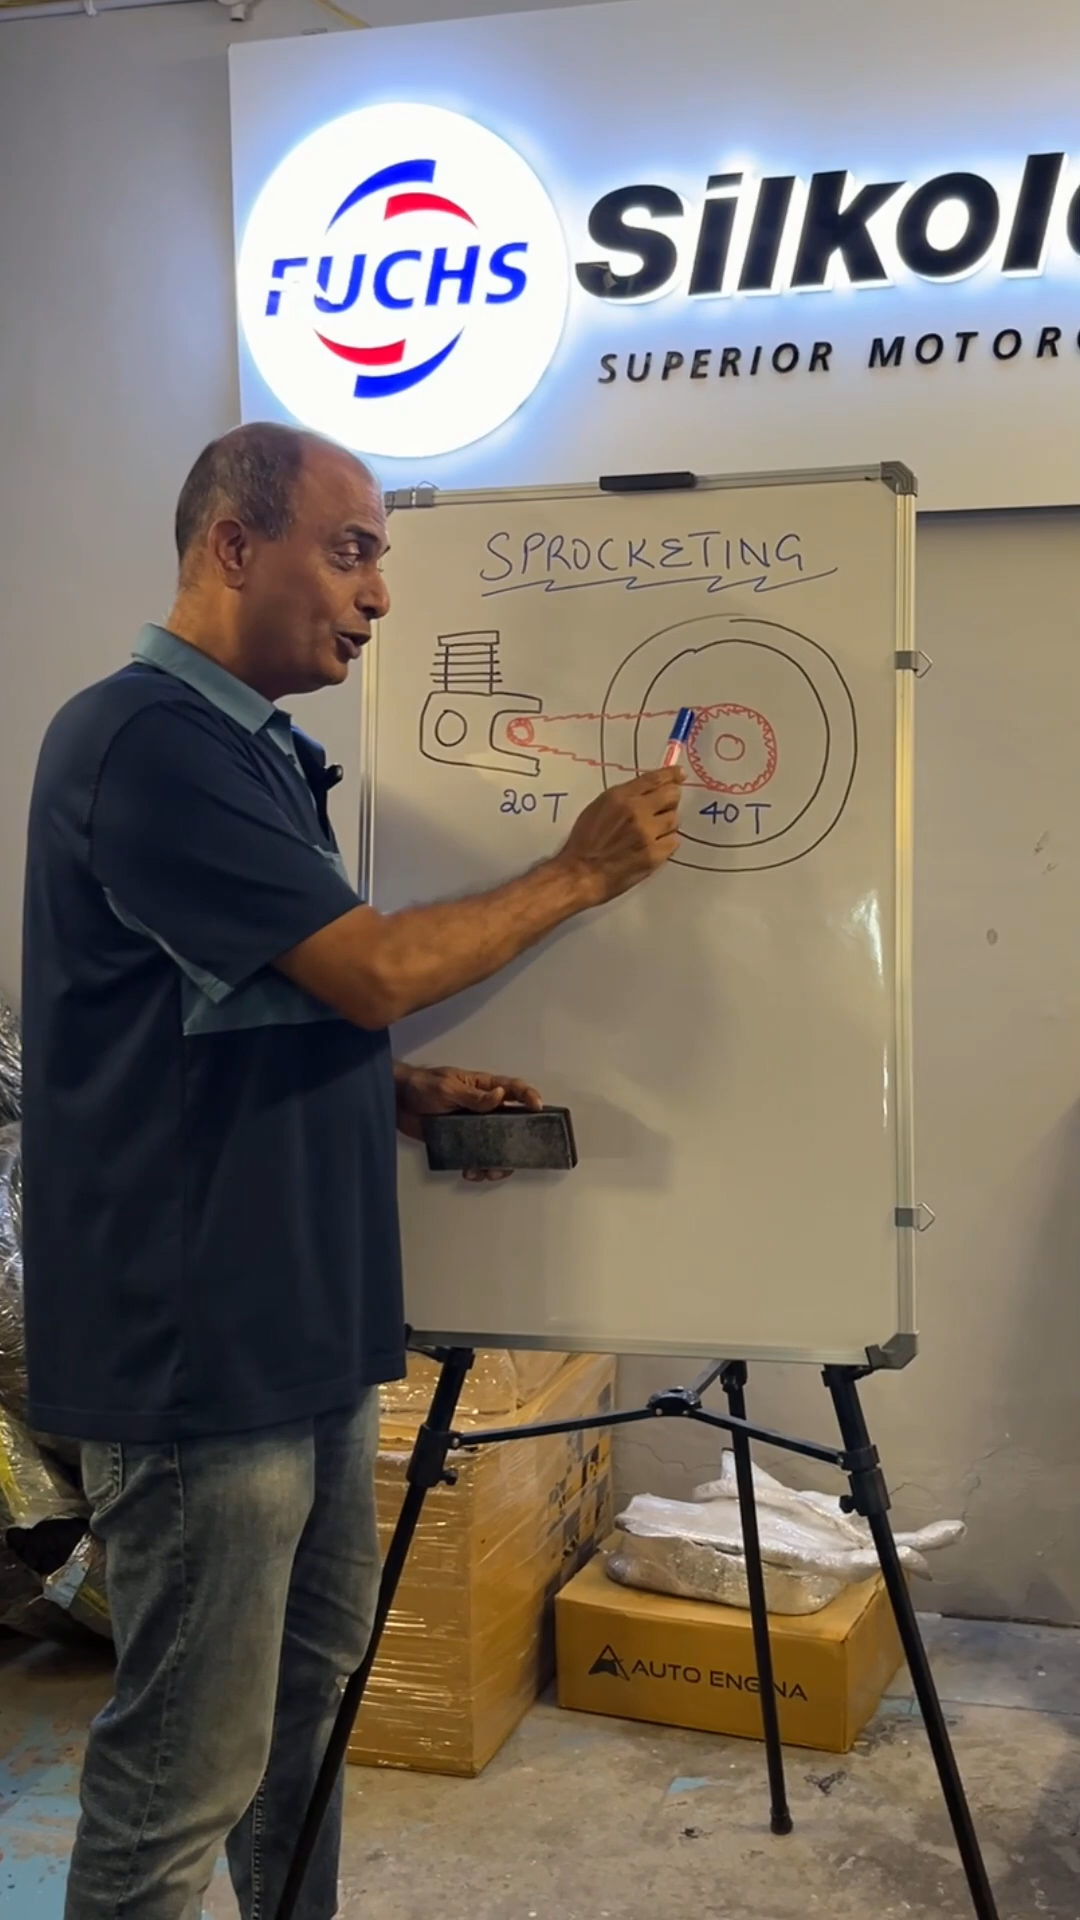 FUCHS
Silkol
SUPERIOR MOTOR
SPROCKETING
20T
40T
AUTO ENGINA